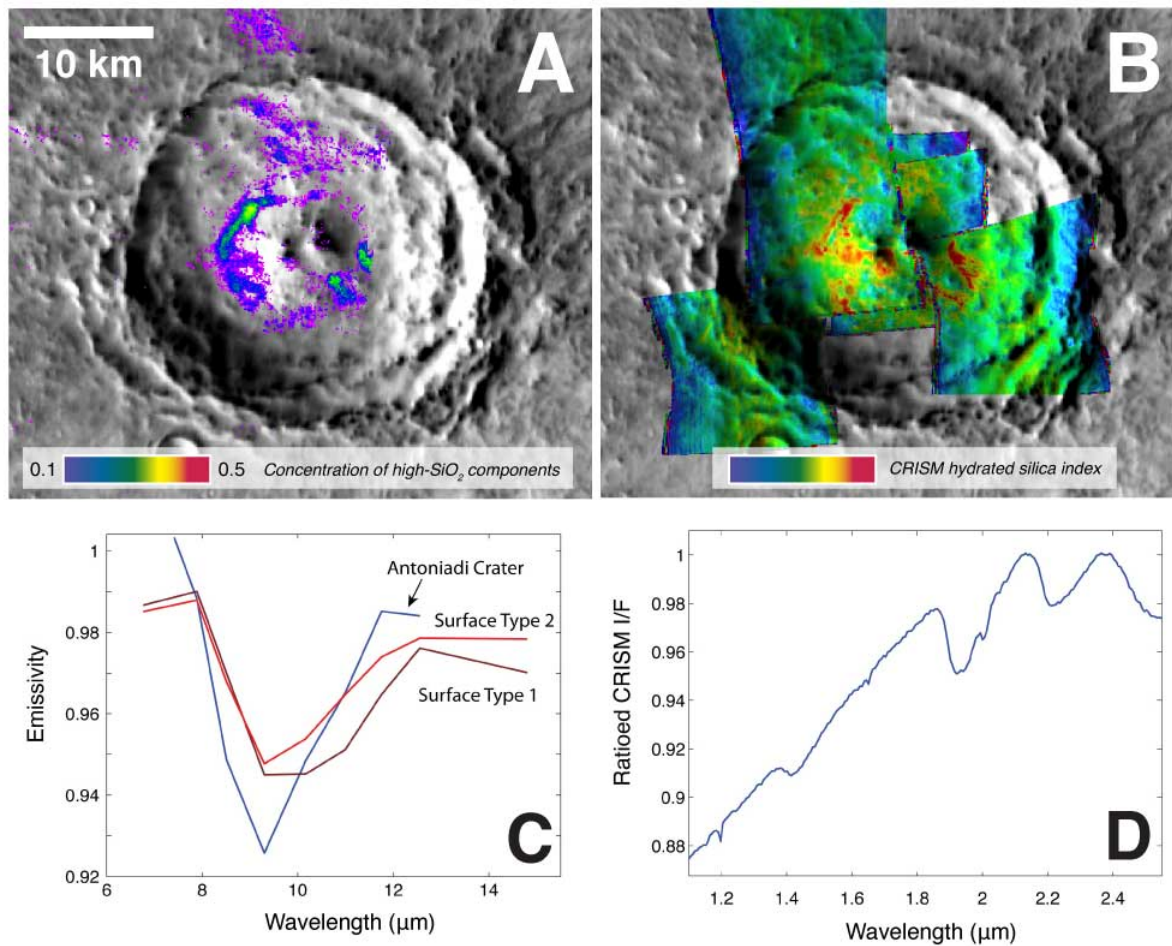 10 km
A
0.1
0.5
Concentration of high-SiO₂ components
B
CRISM hydrated silica index
1
0.98
0.96
0.94
0.92
Emissivity
6
8
10
12
14
Wavelength (μm)
Antoniadi Crater
Surface Type 2
Surface Type 1
C
1
0.98
0.96
0.92
0.9
0.88
Ratioed CRISM I/F
1.2
1.4
1.6
1.8
2
2.2
2.4
Wavelength (μm)
D